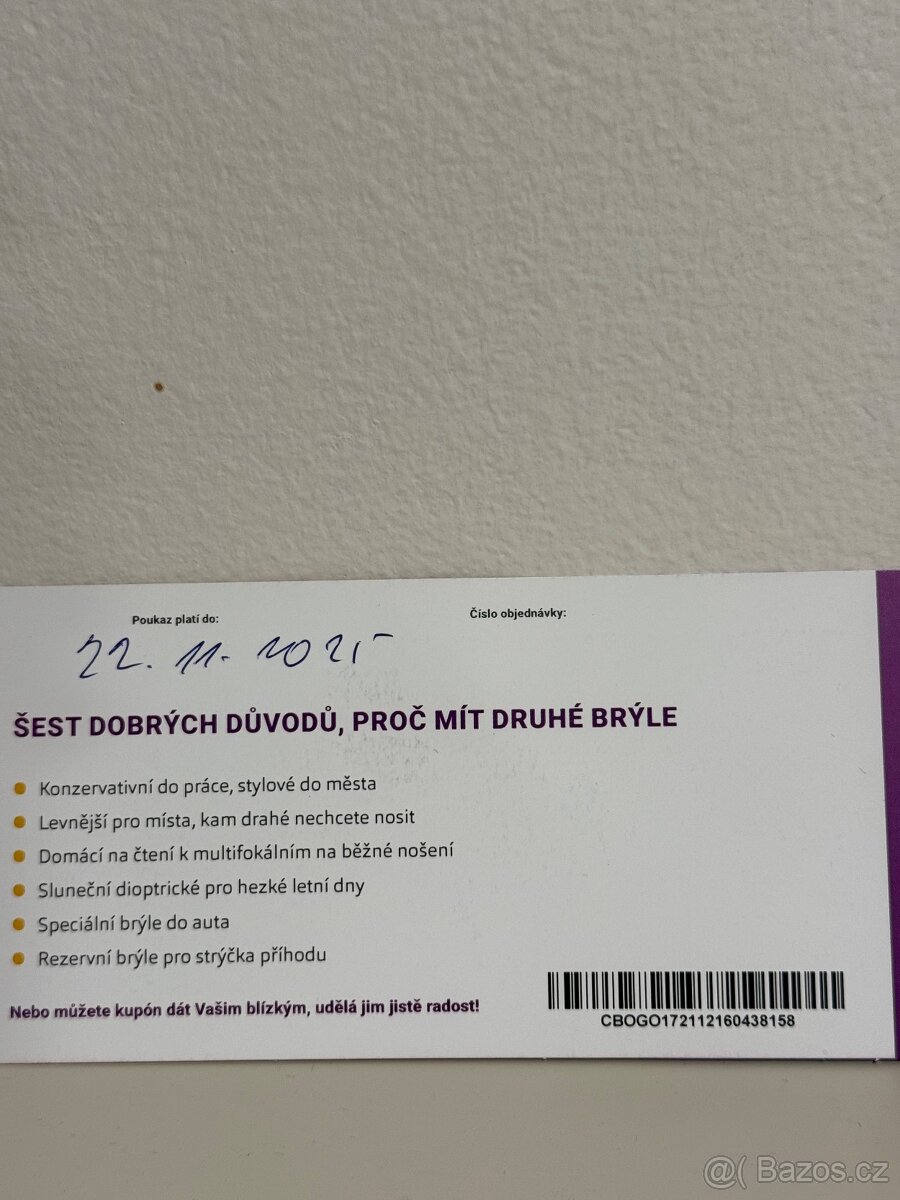 Poukaz platí do:
Číslo objednávky:
22. 11. 2025
ŠEST DOBRÝCH DŮVODŮ, PROČ MÍT DRUHÉ BRÝLE
Konzervativní do práce, stylové do města
Levnější pro místa, kam drahé nechcete nosit
Domácí na čtení k multifokálním na běžné nošení
Sluneční dioptrické pro hezké letní dny
Speciální brýle do auta
Rezervní brýle pro strýčka příhodu
Nebo můžete kupón dát Vašim blízkým, udělá jim jistě radost!
CBOGO172112160438158
@( Bazos.cz